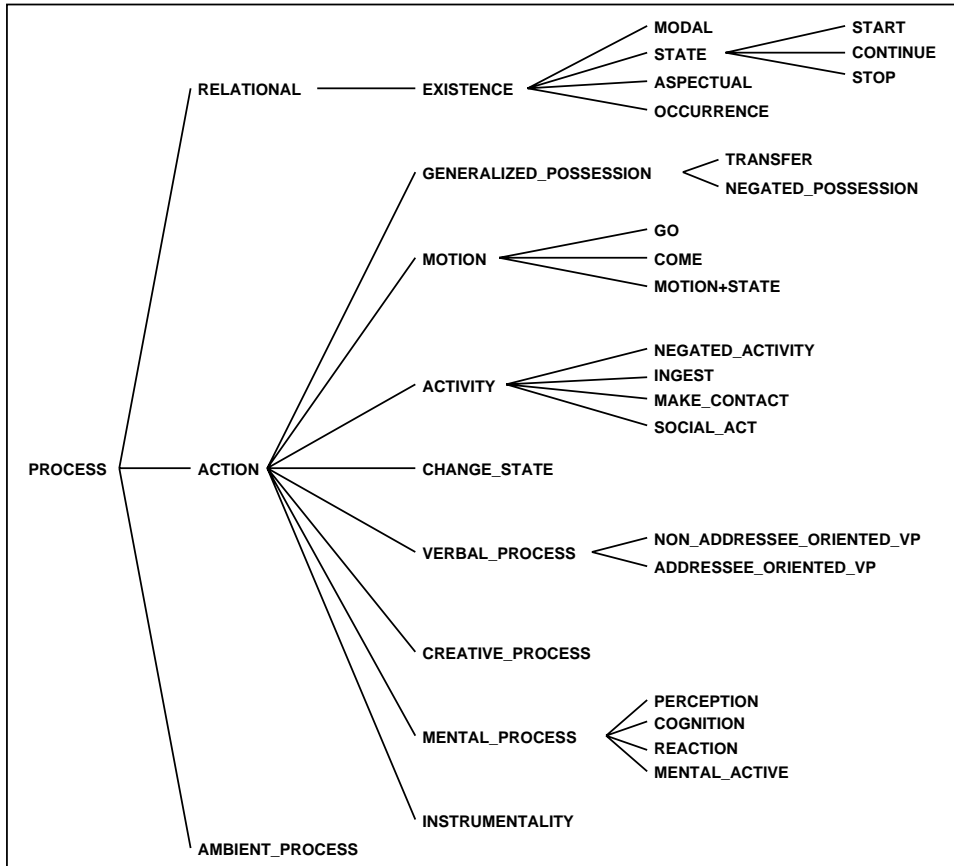 MODAL
START
STATE
CONTINUE
STOP
ASPECTUAL
RELATIONAL
EXISTENCE
OCCURRENCE
TRANSFER
GENERALIZED_POSSESSION
NEGATED_POSSESSION
GO
MOTION
COME
MOTION+STATE
NEGATED_ACTIVITY
INGEST
ACTIVITY
MAKE_CONTACT
SOCIAL_ACT
PROCESS
ACTION
CHANGE_STATE
NON_ADDRESSEE_ORIENTED_VP
VERBAL_PROCESS
ADDRESSEE_ORIENTED_VP
CREATIVE_PROCESS
PERCEPTION
COGNITION
MENTAL_PROCESS
REACTION
MENTAL_ACTIVE
INSTRUMENTALITY
AMBIENT_PROCESS